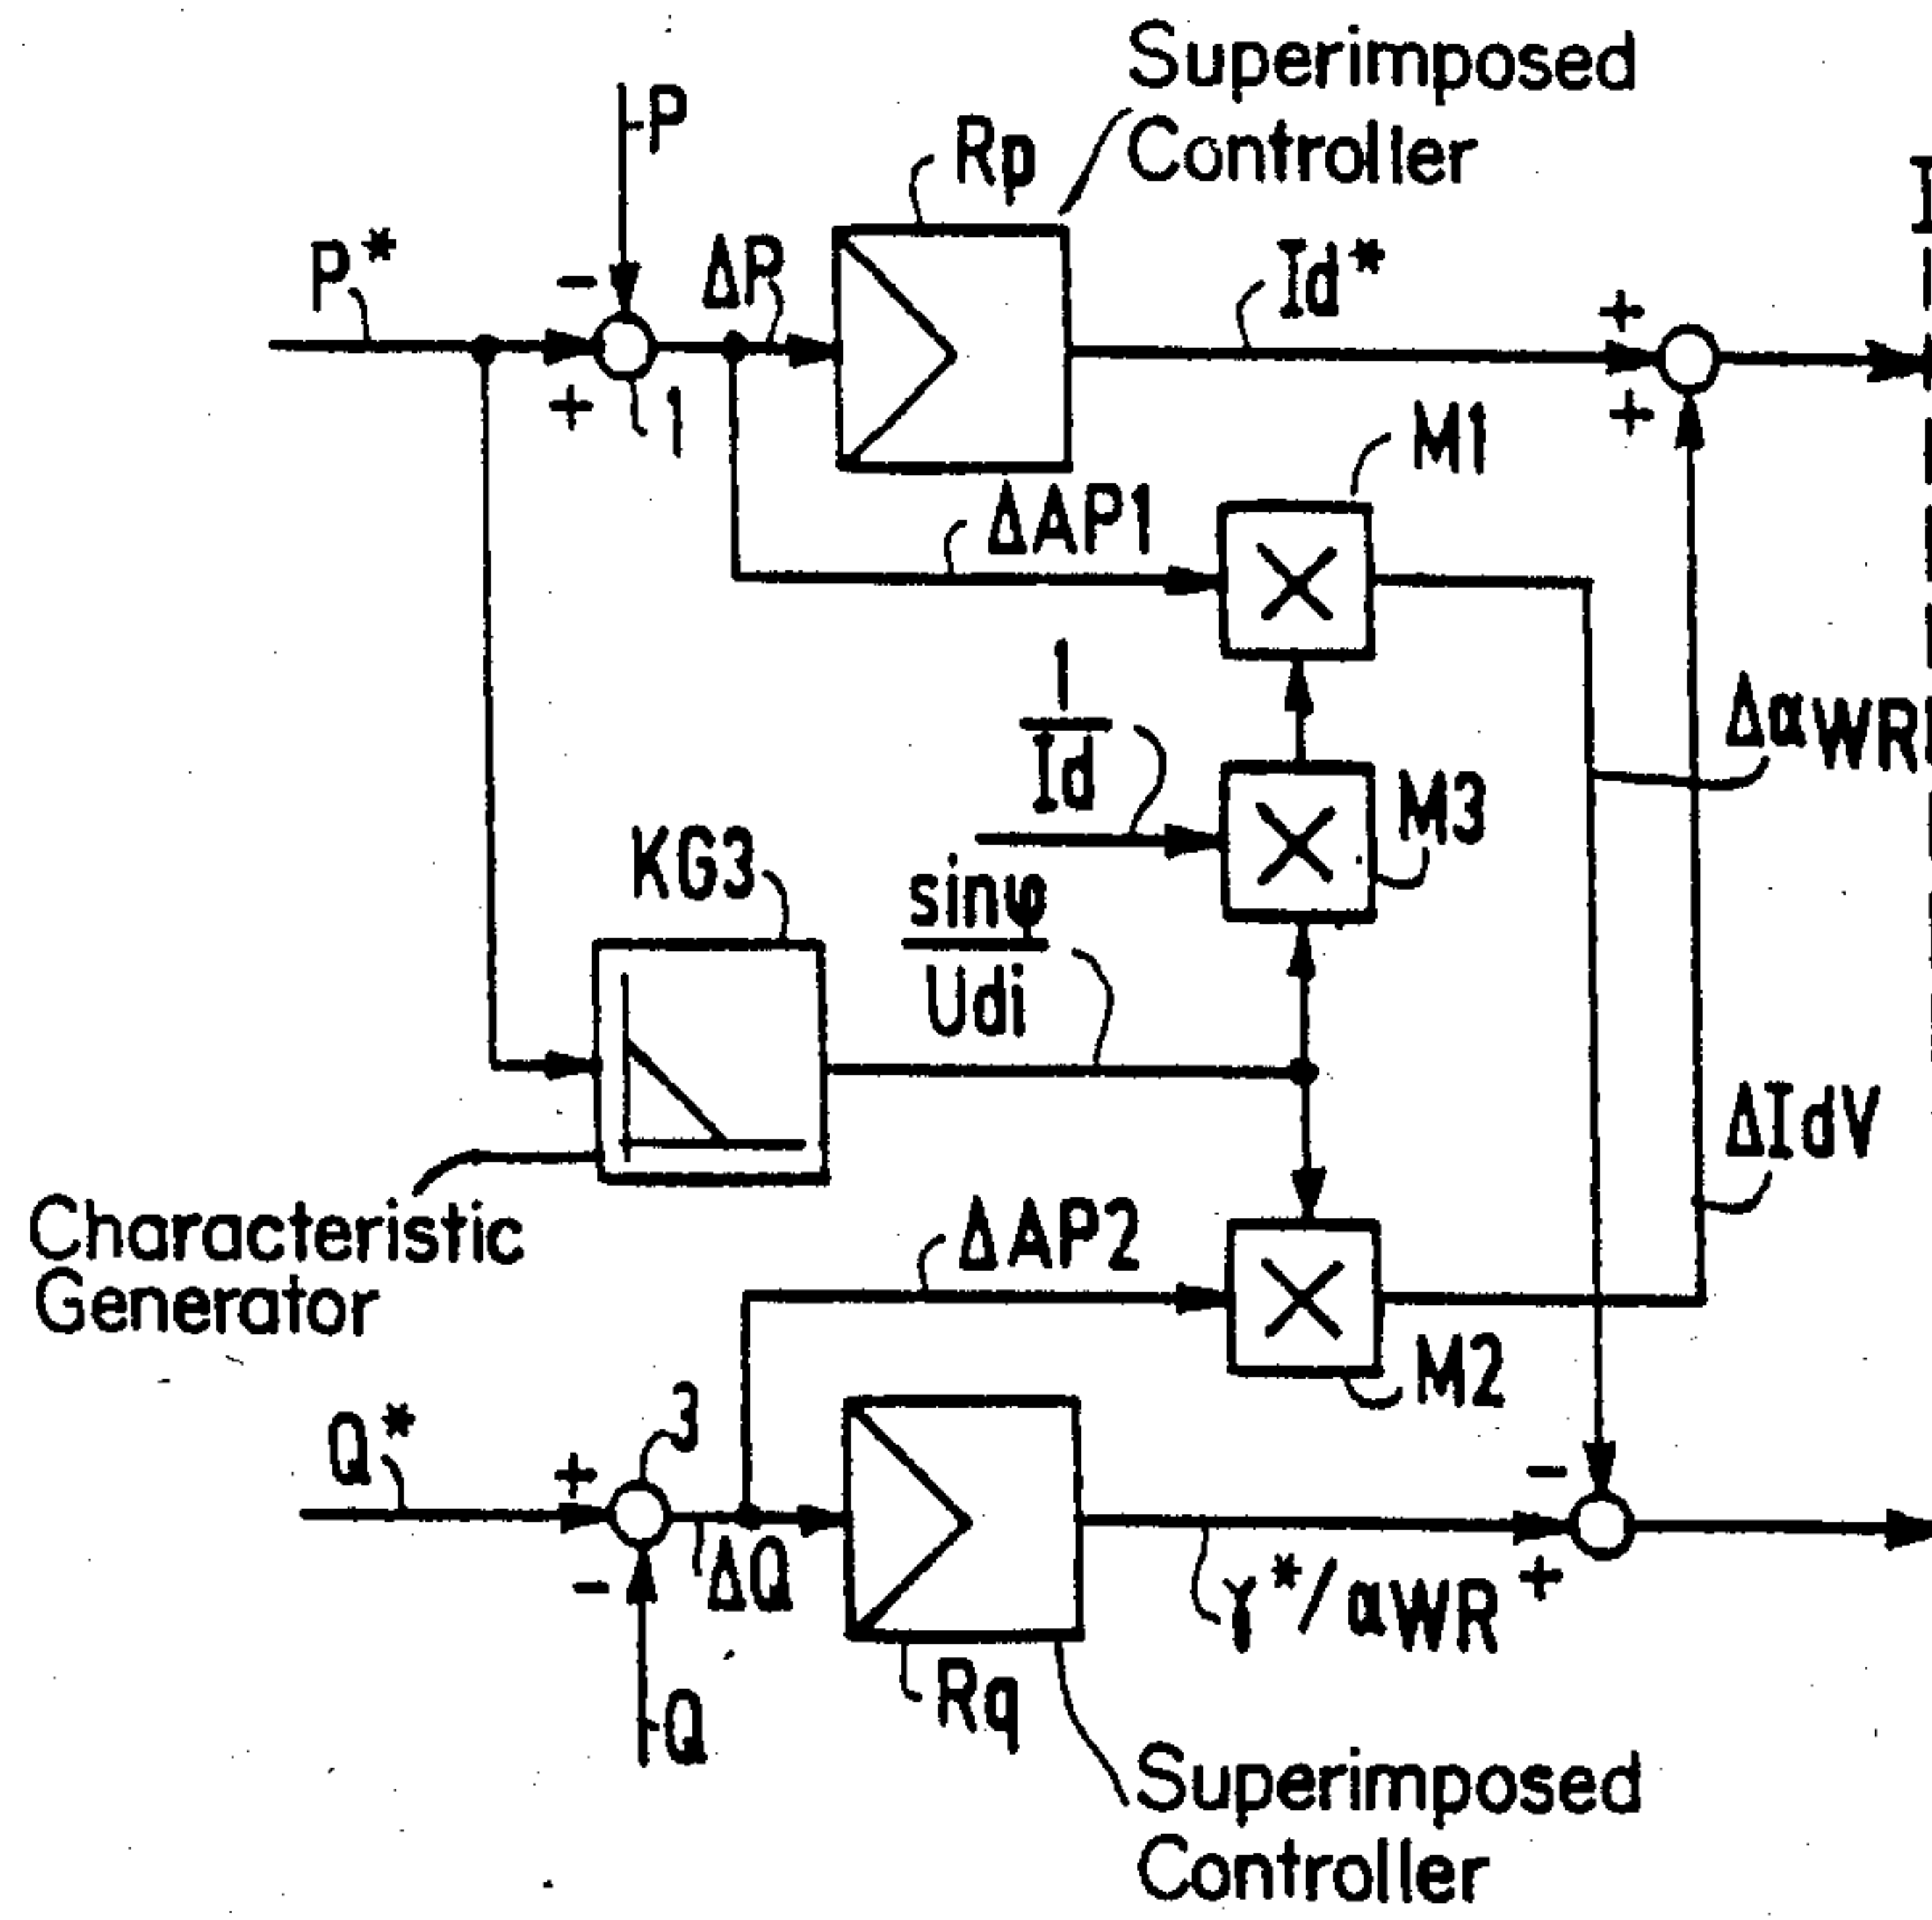 Superimposed
Controller
P
Rp
P*
-
ΔP
Id*
+
+
1
+
M1
ΔAP1
1
Id
ΔαWR
M3
KG3
sinφ
Udi
ΔIdV
Characteristic
Generator
ΔAP2
M2
Q*
3
+
-
-
ΔQ
γ*/αWR
+
Rq
Q
Superimposed
Controller